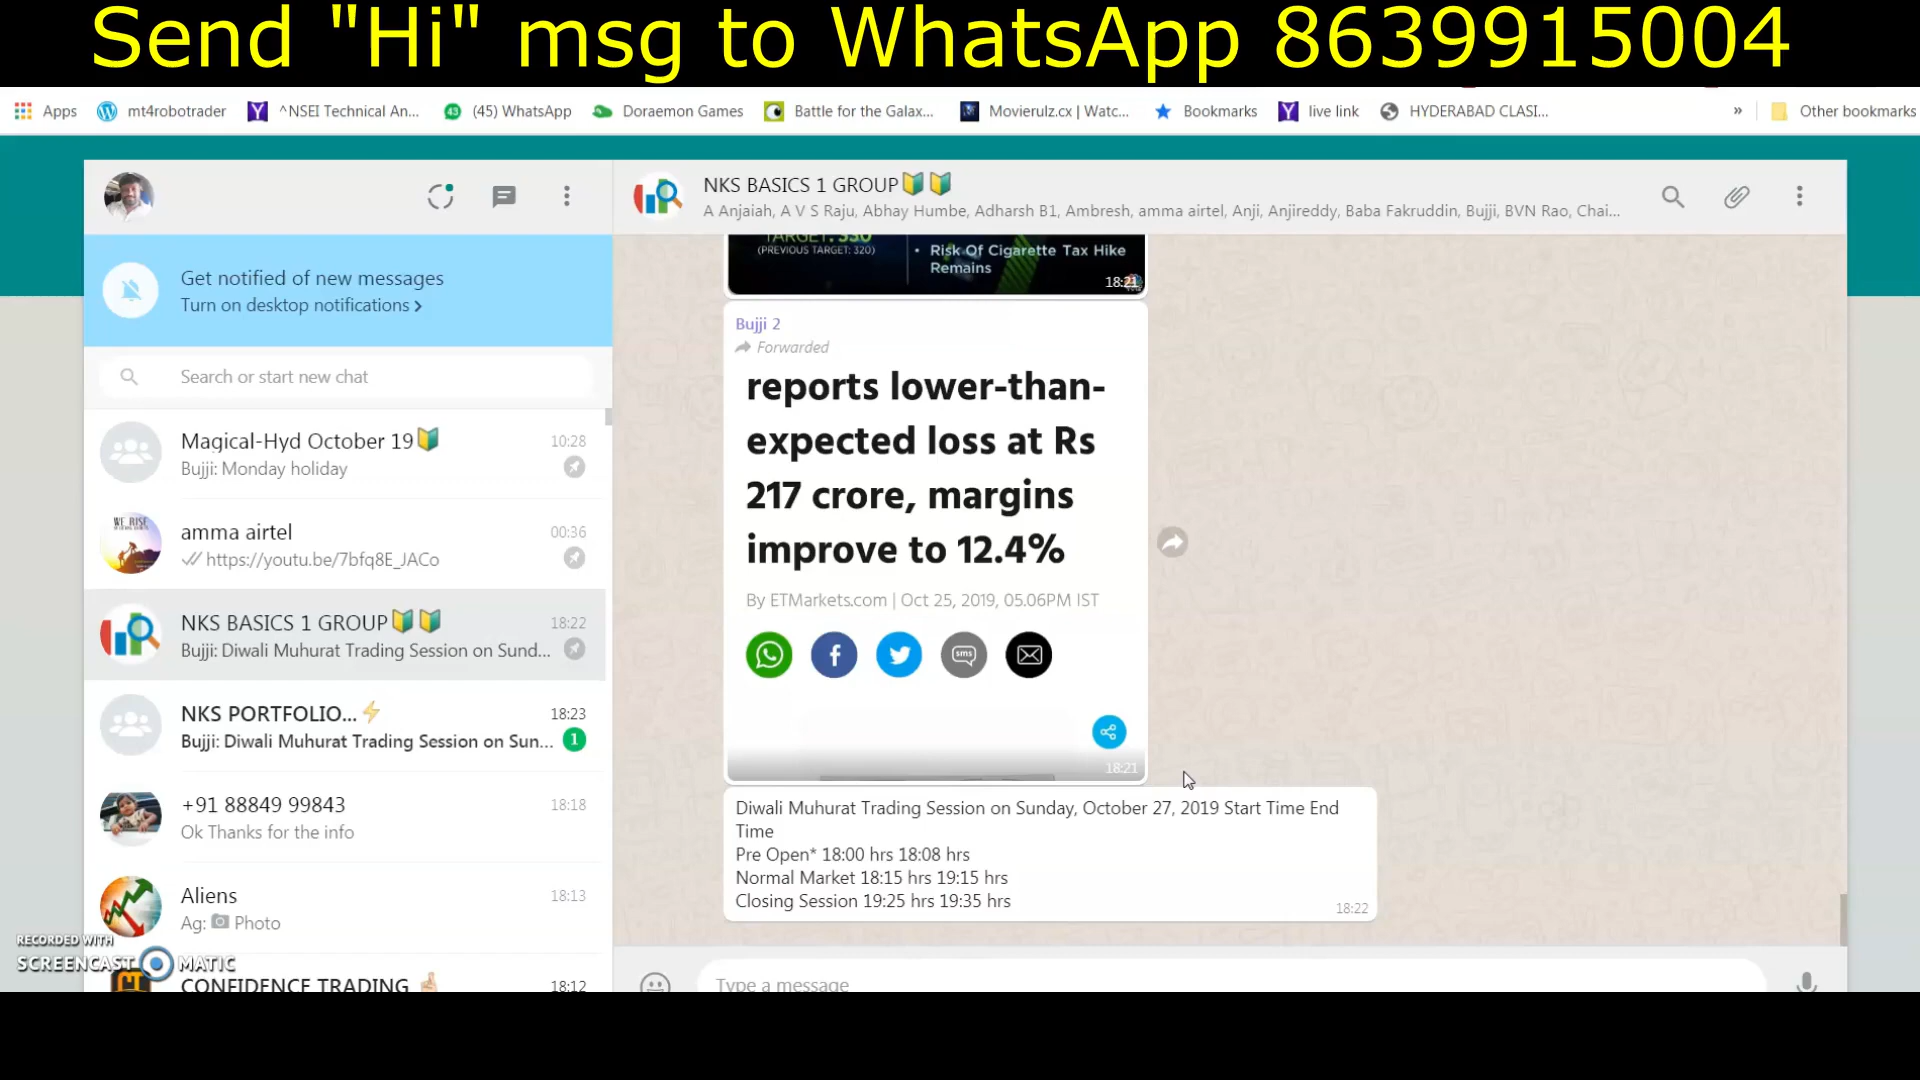 Send "Hi" msg to WhatsApp 8639915004
Apps mt4robotrader ^NSEI Technical An... (45) WhatsApp Doraemon Games Battle for the Galax... Movierulz.cx | Watc... Bookmarks live link HYDERABAD CLASI... » Other bookmarks
NKS BASICS 1 GROUP
A Anjaiah, A V S Raju, Abhay Humbe, Adharsh B1, Ambresh, amma airtel, Anji, Anjireddy, Baba Fakruddin, Bujji, BVN Rao, Chai...
Get notified of new messages
Turn on desktop notifications >
Search or start new chat
Magical-Hyd October 19 10:28
Bujji: Monday holiday
amma airtel 00:36
https://youtu.be/7bfq8E_JACo
NKS BASICS 1 GROUP 18:22
Bujji: Diwali Muhurat Trading Session on Sund...
NKS PORTFOLIO... 18:23
Bujji: Diwali Muhurat Trading Session on Sun... 1
+91 88849 99843 18:18
Ok Thanks for the info
Aliens 18:13
Ag: Photo
CONFIDENCE TRADING 18:12
RECORDED WITH
SCREENCAST MATIC
TARGET: 330
(PREVIOUS TARGET: 320)
• Risk Of Cigarette Tax Hike
Remains
18:21
Bujji 2
Forwarded
reports lower-than-
expected loss at Rs
217 crore, margins
improve to 12.4%
By ETMarkets.com | Oct 25, 2019, 05.06PM IST
sms
18:21
Diwali Muhurat Trading Session on Sunday, October 27, 2019 Start Time End
Time
Pre Open* 18:00 hrs 18:08 hrs
Normal Market 18:15 hrs 19:15 hrs
Closing Session 19:25 hrs 19:35 hrs
18:22
Type a message